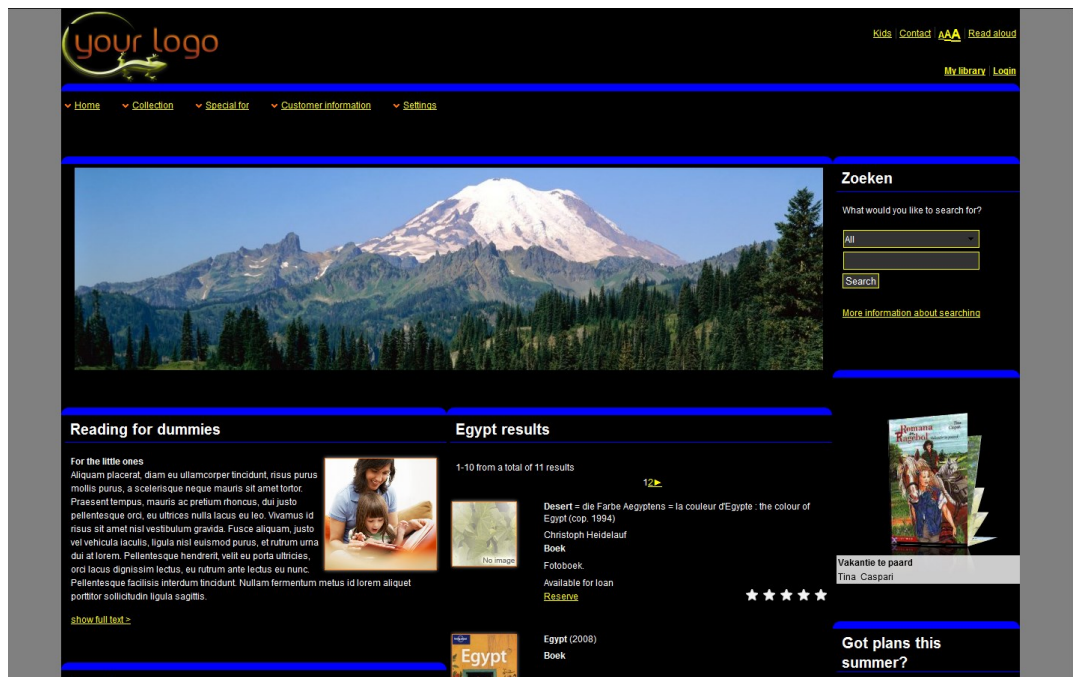 your logo
Kids Contact AAA Read aloud
My library Login
Home Collection Special for Customer information Settings
Zoeken
What would you like to search for?
All
Search
More information about searching
Reading for dummies
For the little ones
Aliquam placerat, diam eu ullamcorper tincidunt, risus purus
mollis purus, a scelerisque neque mauris sit amet tortor.
Praesent tempus, mauris ac pretium rhoncus, dui justo
pellentesque orci, eu ultrices nulla lacus eu leo. Vivamus id
risus sit amet nisl vestibulum gravida. Fusce aliquam, justo
vel vehicula iaculis, ligula nisl euismod purus, et rutrum urna
dui at lorem. Pellentesque hendrerit, velit eu porta ultricies,
orci lacus dignissim lectus, eu rutrum ante lectus eu nunc.
Pellentesque facilisis interdum tincidunt. Nullam fermentum metus id lorem aliquet
porttitor sollicitudin ligula sagittis.
show full text >
Egypt results
1-10 from a total of 11 results
12►
No image
Desert = die Farbe Aegyptens = la couleur d'Egypte : the colour of
Egypt (cop. 1994)
Christoph Heidelauf
Boek
Fotoboek.
Available for loan
Reserve
Egypt
Egypt (2008)
Boek
Romana
Ragebol
Vakantie te paard
Tina Caspari
Got plans this
summer?